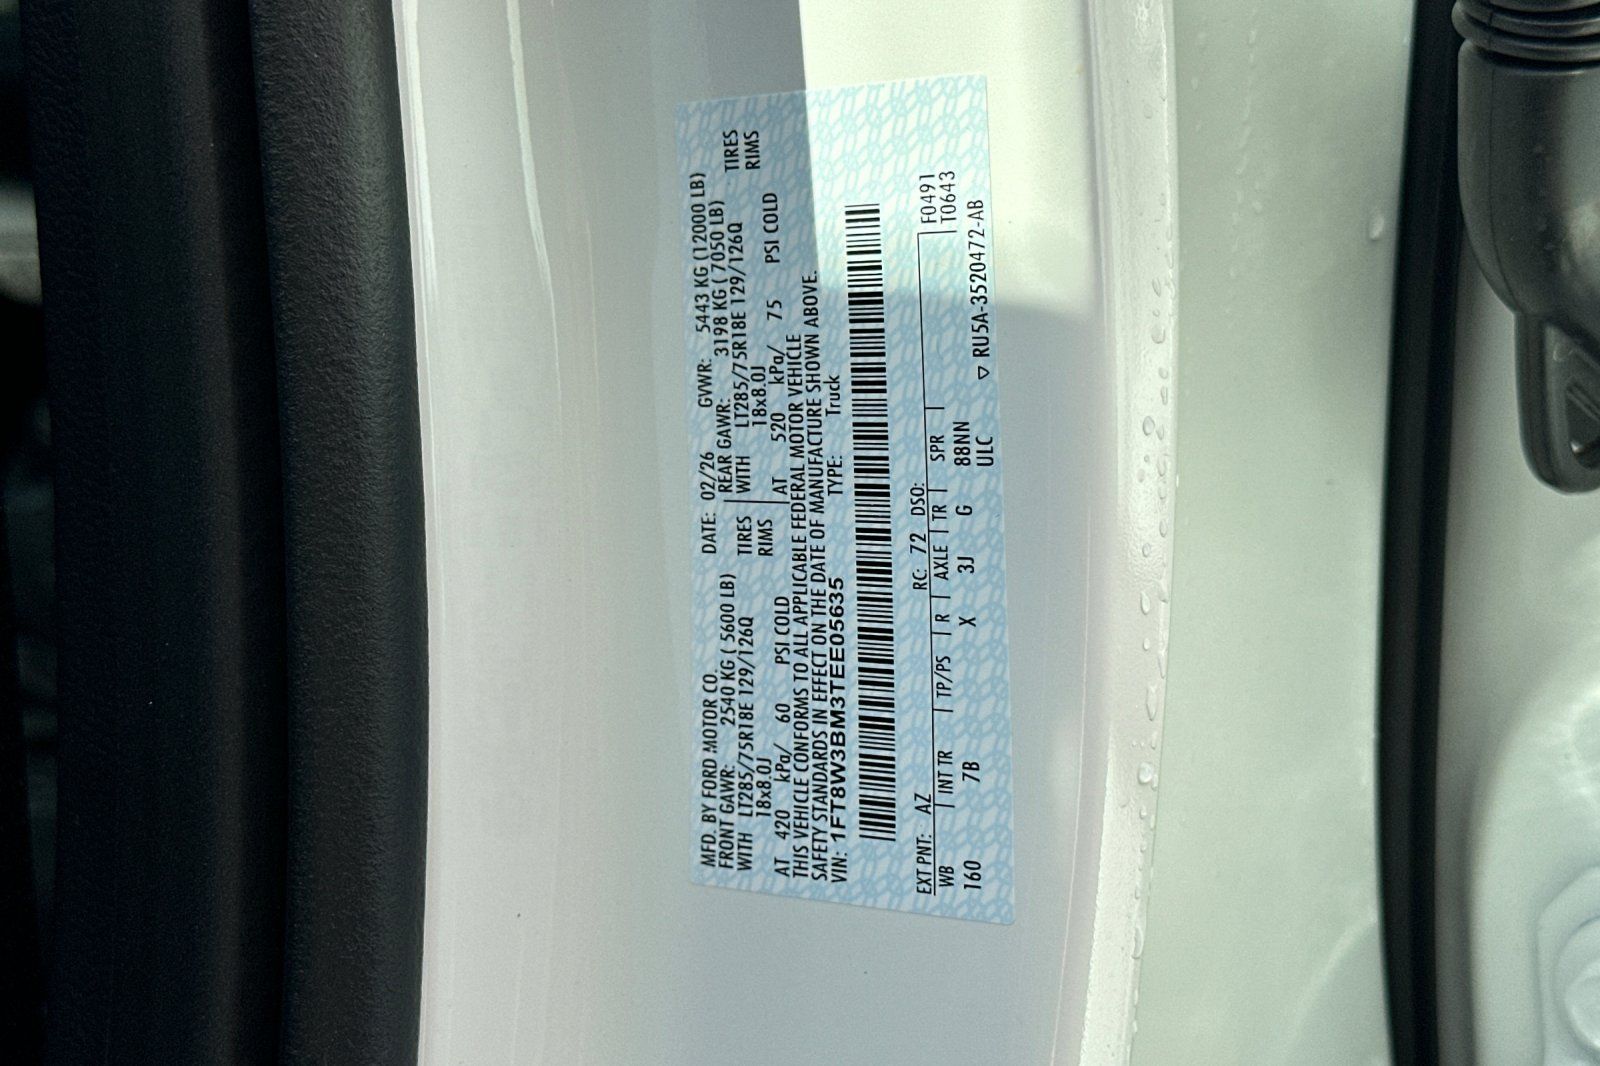 MFD. BY FORD MOTOR CO. DATE: 02/26 GVWR: 5443 KG (12000 LB)
FRONT GAWR: 2540 KG ( 5600 LB) REAR GAWR: 3198 KG ( 7050 LB)
WITH LT285/75R18E 129/126Q TIRES WITH LT285/75R18E 129/126Q TIRES
18x8.0J RIMS 18x8.0J RIMS
AT 420 kPa/ 60 PSI COLD AT 520 kPa/ 75 PSI COLD
THIS VEHICLE CONFORMS TO ALL APPLICABLE FEDERAL MOTOR VEHICLE
SAFETY STANDARDS IN EFFECT ON THE DATE OF MANUFACTURE SHOWN ABOVE.
VIN: 1FT8W3BM3TEE05635 TYPE: Truck
EXT PNT: AZ RC: 72 DSO: F0491
WB INT TR TP/PS R AXLE TR SPR T0643
160 7B X 3J G 88NN
ULC ▽ RU5A-3520472-AB